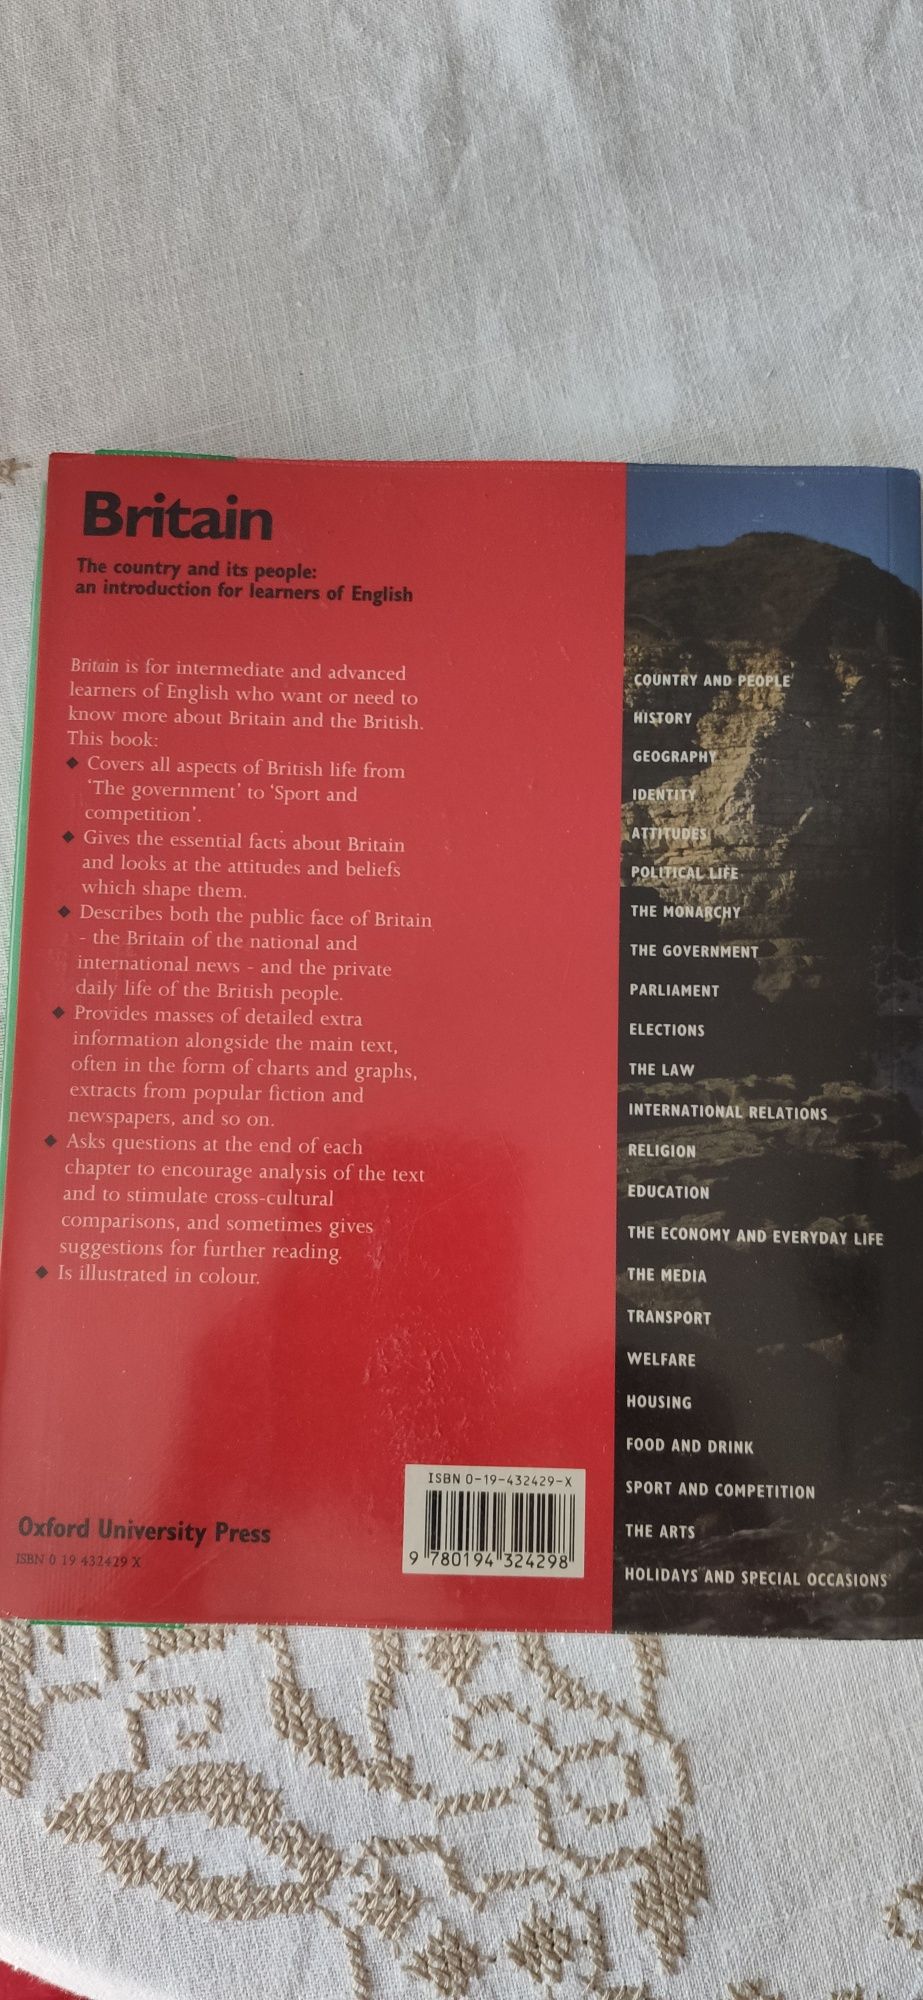 Britain
The country and its people:
an introduction for learners of English
Britain is for intermediate and advanced
learners of English who want or need to
know more about Britain and the British.
This book:
◆ Covers all aspects of British life from
‘The government’ to ‘Sport and
competition’.
◆ Gives the essential facts about Britain
and looks at the attitudes and beliefs
which shape them.
◆ Describes both the public face of Britain
- the Britain of the national and
international news - and the private
daily life of the British people.
◆ Provides masses of detailed extra
information alongside the main text,
often in the form of charts and graphs,
extracts from popular fiction and
newspapers, and so on.
◆ Asks questions at the end of each
chapter to encourage analysis of the text
and to stimulate cross-cultural
comparisons, and sometimes gives
suggestions for further reading.
◆ Is illustrated in colour.
Oxford University Press
ISBN 0 19 432429 X
ISBN 0-19-432429-X
9 780194 324298
COUNTRY AND PEOPLE
HISTORY
GEOGRAPHY
IDENTITY
ATTITUDES
POLITICAL LIFE
THE MONARCHY
THE GOVERNMENT
PARLIAMENT
ELECTIONS
THE LAW
INTERNATIONAL RELATIONS
RELIGION
EDUCATION
THE ECONOMY AND EVERYDAY LIFE
THE MEDIA
TRANSPORT
WELFARE
HOUSING
FOOD AND DRINK
SPORT AND COMPETITION
THE ARTS
HOLIDAYS AND SPECIAL OCCASIONS